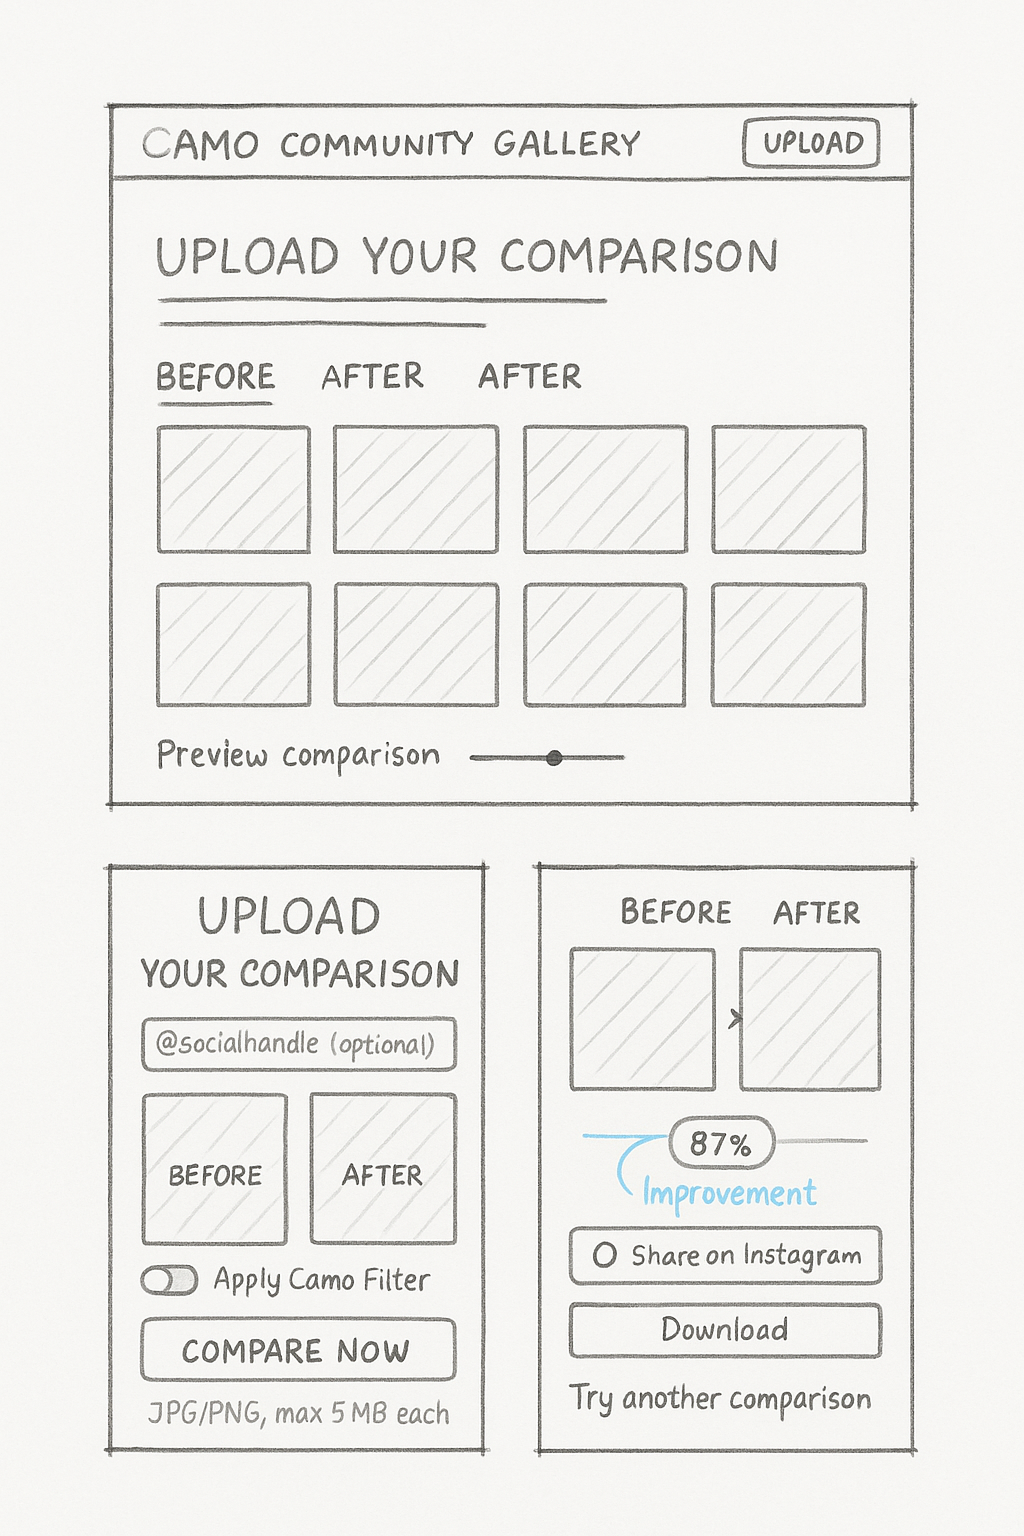 CAMO COMMUNITY GALLERY UPLOAD
UPLOAD YOUR COMPARISON
BEFORE AFTER AFTER
Preview comparison
UPLOAD
YOUR COMPARISON
@socialhandle (optional)
BEFORE AFTER
Apply Camo Filter
COMPARE NOW
JPG/PNG, max 5 MB each
BEFORE AFTER
87%
Improvement
Share on Instagram
Download
Try another comparison